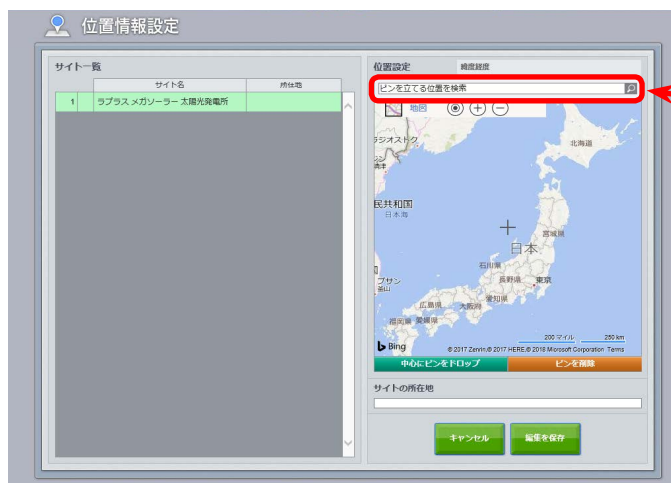 位置情報設定
サイト一覧
サイト名 所在地
1 ラプラス メガソーラー 太陽光発電所
位置設定 緯度経度
ピンを立てる位置を検索
地図
北海道
民共和国
日本海
宮城県
日本
石川県
プサン
釜山
長野県 東京
広島県 大阪府 愛知県
福岡県 愛媛県
200 マイル 250 km
Bing
© 2017 Zenrin,© 2017 HERE,© 2018 Microsoft Corporation Terms
中心にピンをドロップ ピンを削除
サイトの所在地
キャンセル 編集を保存